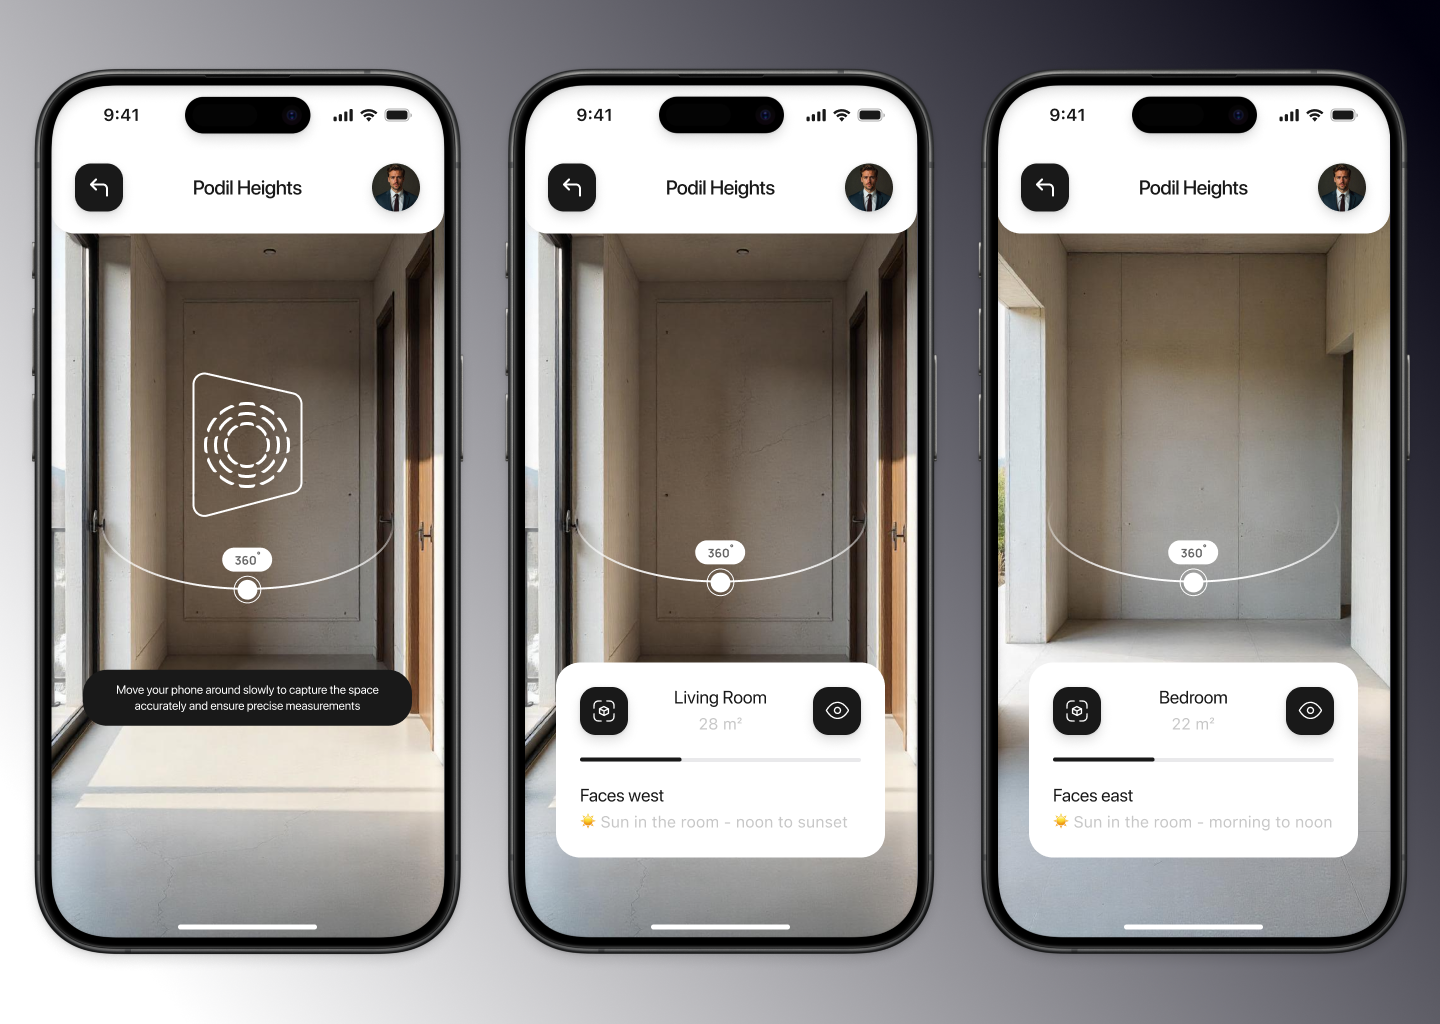 9:41
Podil Heights
360°
Move your phone around slowly to capture the space
accurately and ensure precise measurements
9:41
Podil Heights
360°
Living Room
28 m²
Faces west
☀️ Sun in the room - noon to sunset
9:41
Podil Heights
360°
Bedroom
22 m²
Faces east
☀️ Sun in the room - morning to noon